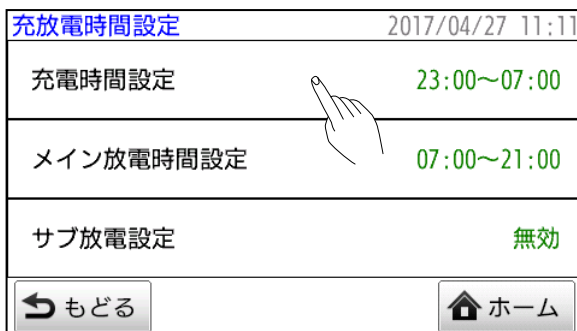 充放電時間設定 2017/04/27 11:11
充電時間設定 23:00～07:00
メイン放電時間設定 07:00～21:00
サブ放電設定 無効
もどる ホーム